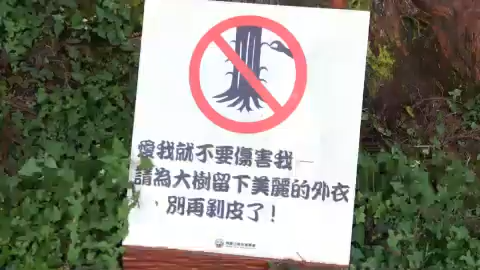 愛我就不要傷害我─
請為大樹留下美麗的外衣
，別再剝皮了！